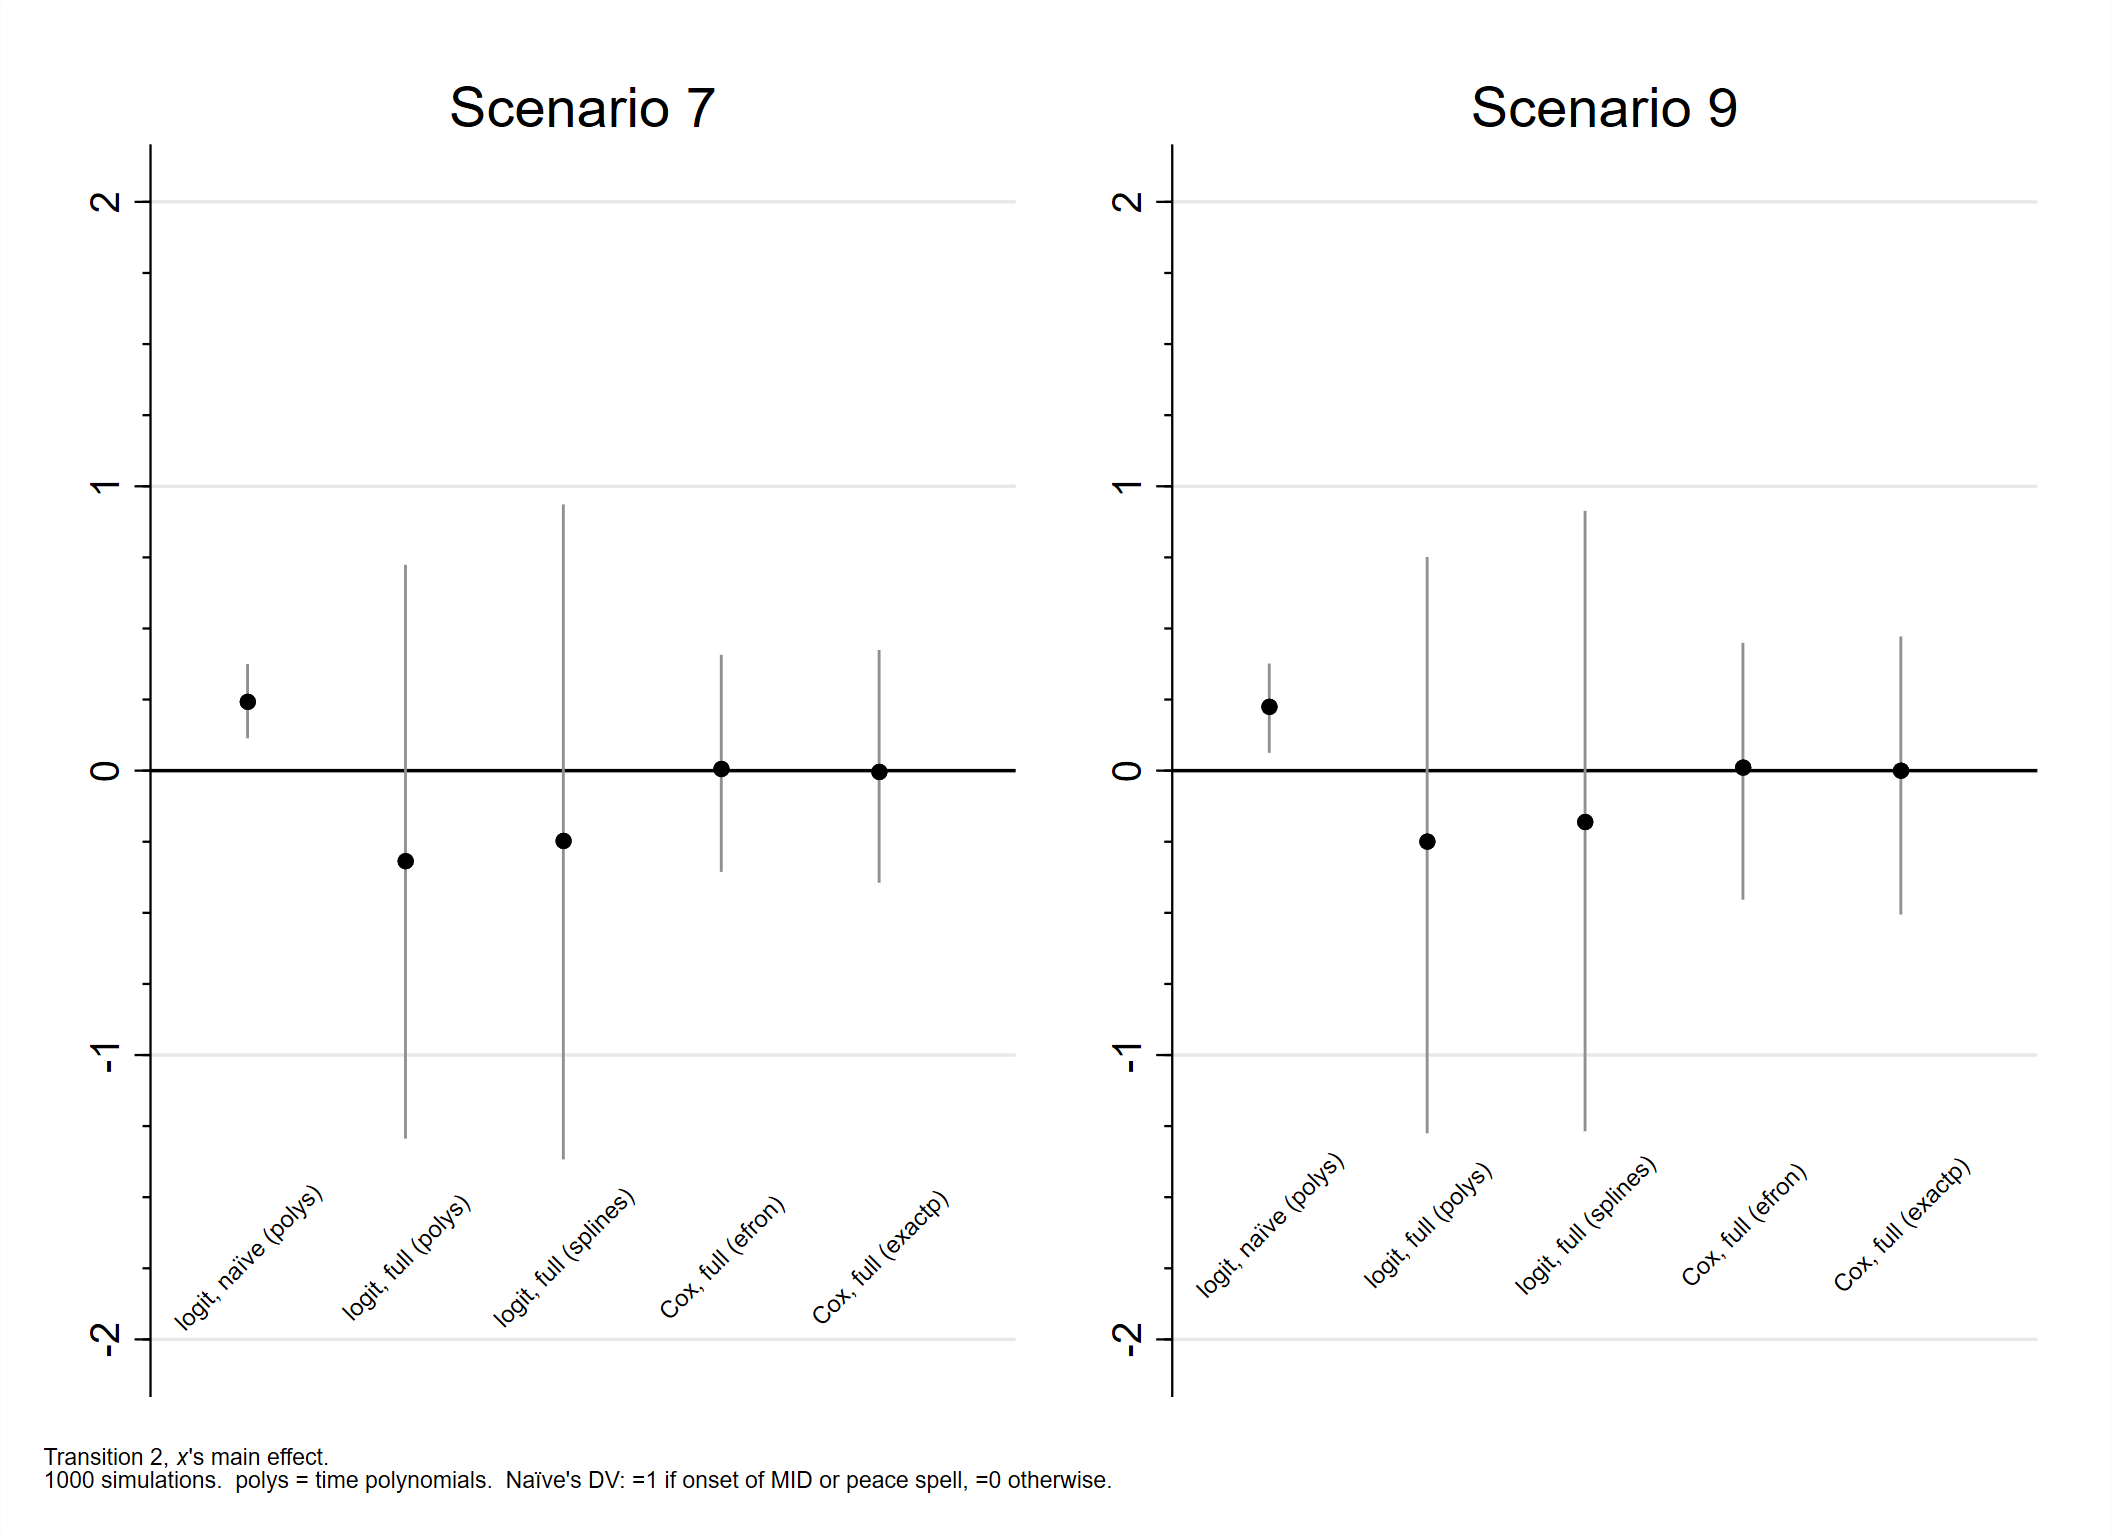 Scenario 7
2
1
0
-1
-2
logit, naïve (polys)
logit, full (polys)
logit, full (splines)
Cox, full (efron)
Cox, full (exactp)
Scenario 9
2
1
0
-1
-2
logit, naïve (polys)
logit, full (polys)
logit, full (splines)
Cox, full (efron)
Cox, full (exactp)
Transition 2, x's main effect.
1000 simulations.  polys = time polynomials.  Naïve's DV: =1 if onset of MID or peace spell, =0 otherwise.